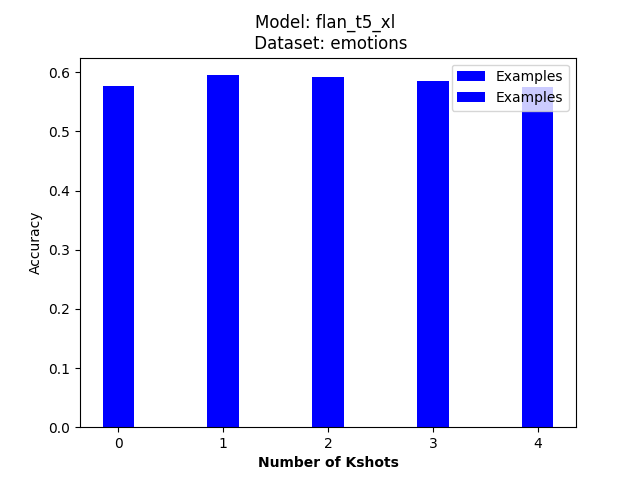 Model: flan_t5_xl
Dataset: emotions
Examples
Examples
0.6
0.5
0.4
0.3
0.2
0.1
0.0
Accuracy
0 1 2 3 4
Number of Kshots